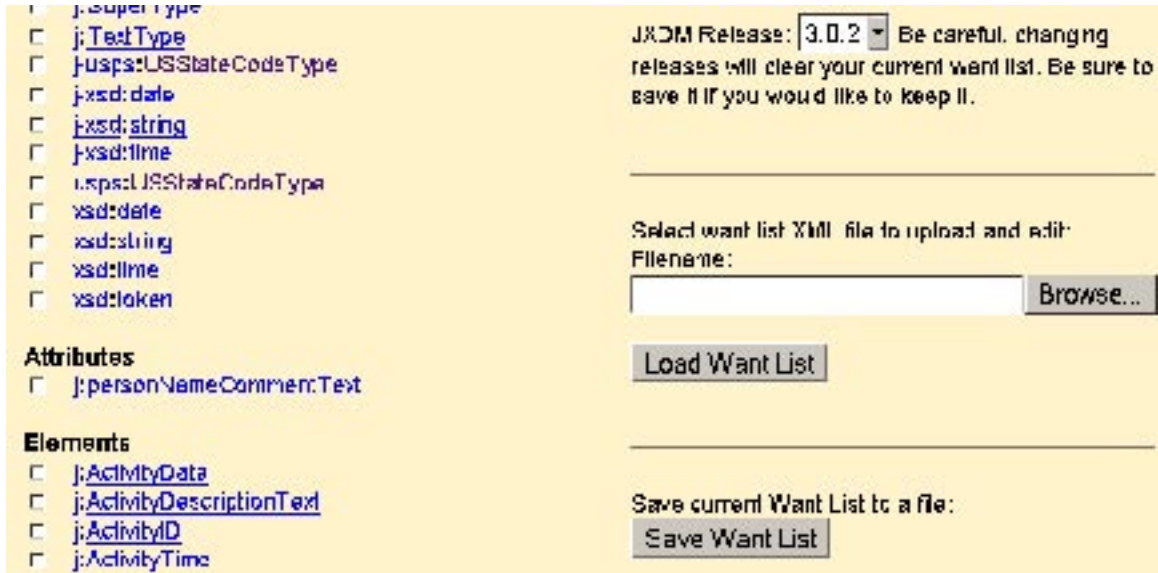 j:SuperType
j:TextType
j-usps:USStateCodeType
j-xsd:date
j-xsd:string
j-xsd:time
usps:USStateCodeType
xsd:date
xsd:string
xsd:time
xsd:token
Attributes
j:personNameCommentText
Elements
j:ActivityDate
j:ActivityDescriptionText
j:ActivityID
j:ActivityTime
JXDM Release: 3.0.2 Be careful, changing
releases will clear your current want list. Be sure to
save it if you would like to keep it.
Select want list XML file to upload and edit:
Filename:
Browse...
Load Want List
Save current Want List to a file:
Save Want List